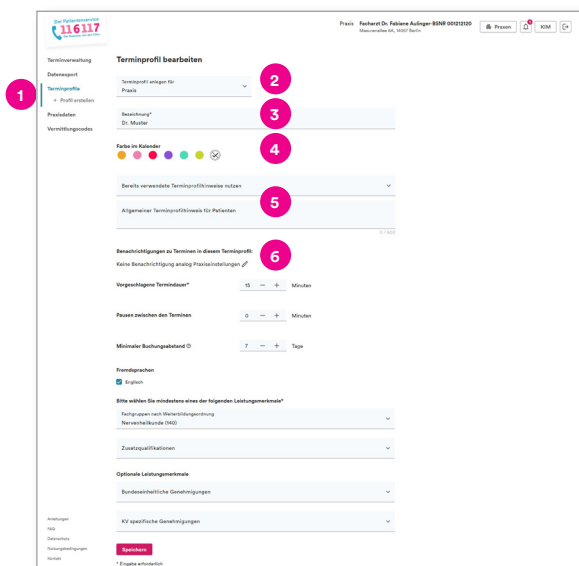 Der Patientenservice
116117
Praxis Facharzt Dr. Fabiane Aulinger-BSNR 001212120
Masurenallee 6A, 14057 Berlin
Praxen
KIM
Terminverwaltung
Datenexport
Terminprofile
+ Profil erstellen
Praxisdaten
Vermittlungscodes
1
Terminprofil bearbeiten
Terminprofil anlagen für
Praxis
2
Bezeichnung*
Dr. Muster
3
Farbe im Kalender
4
Bereits verwendete Terminprofilhinweise nutzen
5
Allgemeiner Terminprofilhinweis für Patienten
0 / 600
Benachrichtigungen zu Terminen in diesem Terminprofil:
Keine Benachrichtigung analog Praxiseinstellungen
6
Vorgeschlagene Termindauer* 15 − + Minuten
Pausen zwischen den Terminen 0 − + Minuten
Minimaler Buchungsabstand 7 − + Tage
Fremdsprachen
Englisch
Bitte wählen Sie mindestens eines der folgenden Leistungsmerkmale*
Fachgruppen nach Weiterbildungsordnung
Nervenheilkunde (140)
Zusatzqualifikationen
Optionale Leistungsmerkmale
Bundeseinheitliche Genehmigungen
KV spezifische Genehmigungen
Speichern
* Eingabe erforderlich
Anleitungen
FAQ
Datenschutz
Nutzungsbedingungen
Kontakt